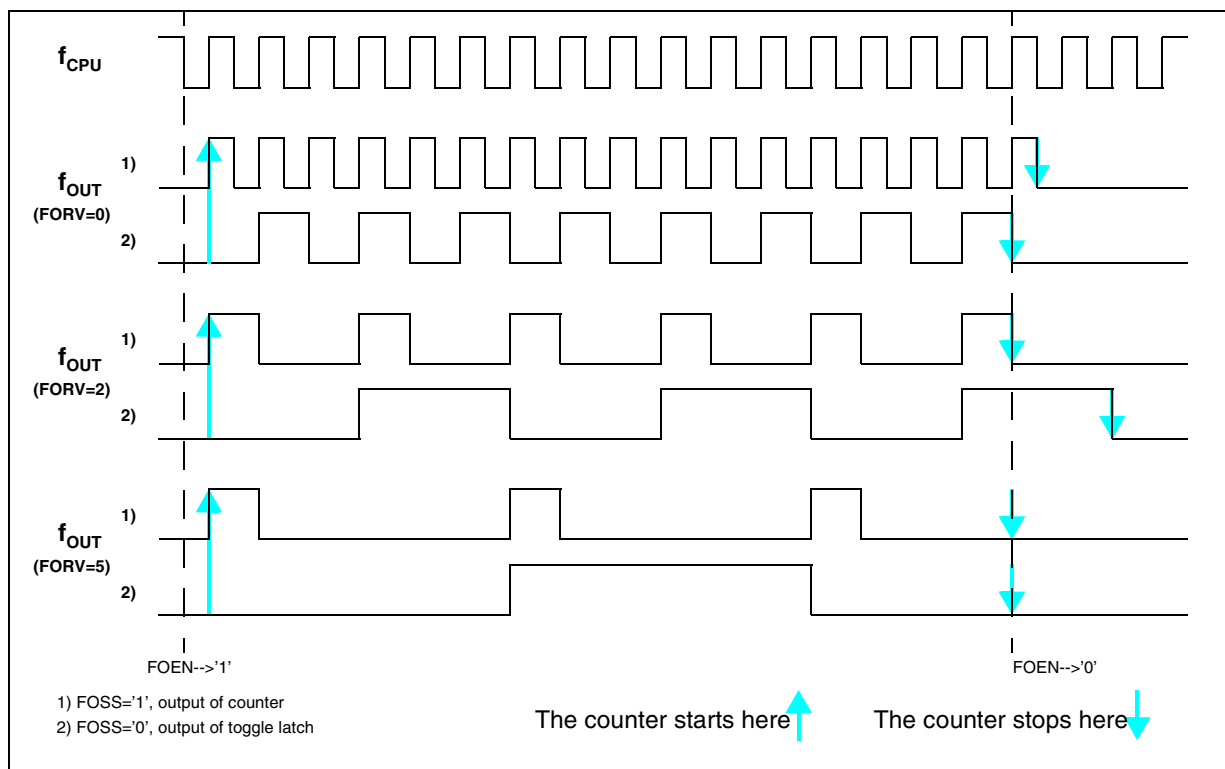 fCPU
1)
fOUT
(FORV=0)
2)
1)
fOUT
(FORV=2)
2)
1)
fOUT
(FORV=5)
2)
FOEN-->'1'
FOEN-->'0'
1) FOSS='1', output of counter
2) FOSS='0', output of toggle latch
The counter starts here
The counter stops here